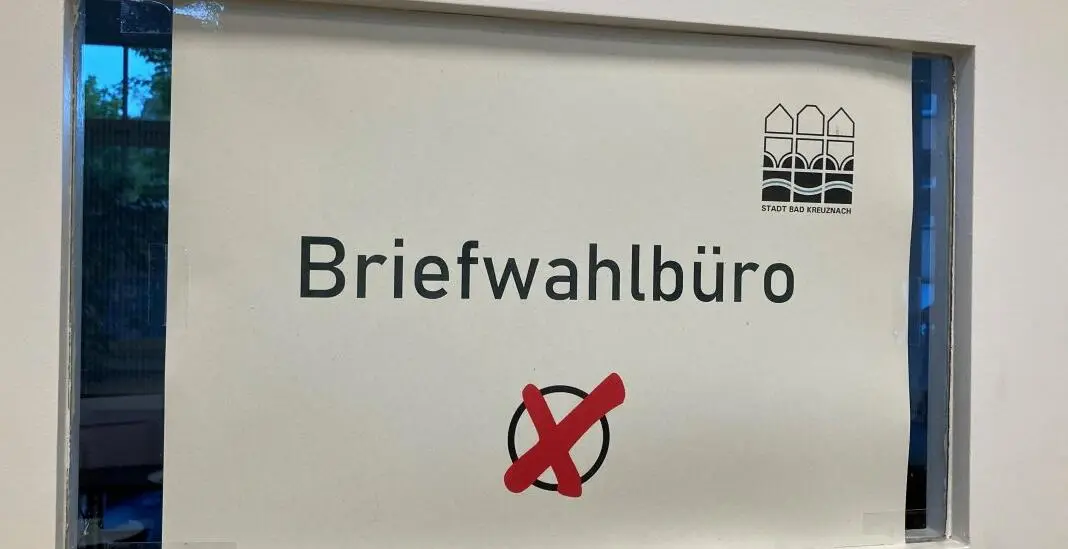 STADT BAD KREUZNACH
Briefwahlbüro